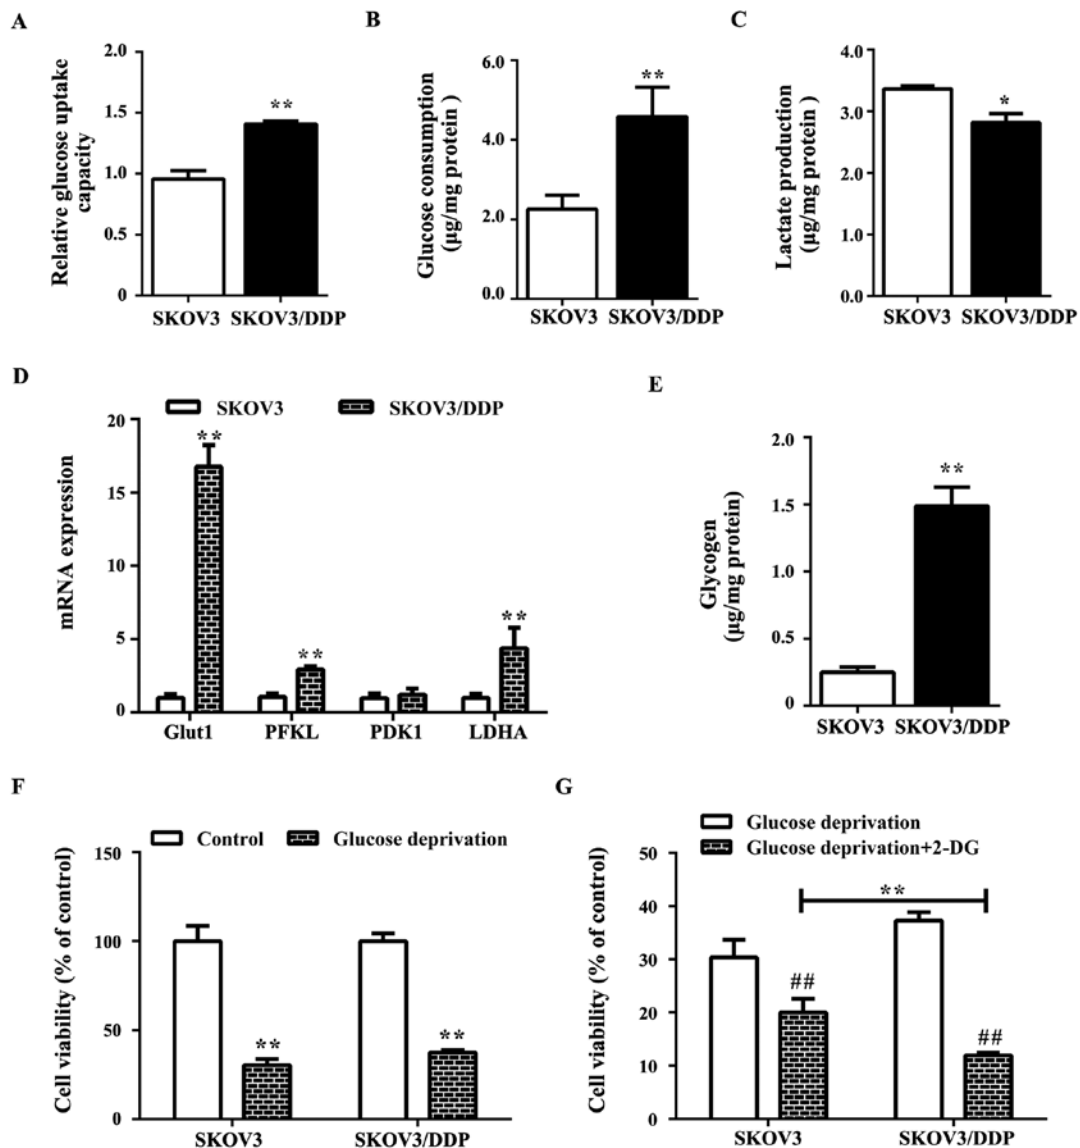 A
Relative glucose uptake
capacity
2.0
1.5
1.0
0.5
0
**
SKOV3 SKOV3/DDP
B
Glucose consumption
(μg/mg protein )
6.0
4.0
2.0
0.0
**
SKOV3 SKOV3/DDP
C
Lactate production
(μg/mg protein )
4.0
3.0
2.0
1.0
0.0
*
SKOV3 SKOV3/DDP
D
SKOV3 SKOV3/DDP
mRNA expression
20
15
10
5
0
**
**
**
Glut1 PFKL PDK1 LDHA
E
Glycogen
(μg/mg protein)
2.0
1.5
1.0
0.5
0
**
SKOV3 SKOV3/DDP
F
Control Glucose deprivation
Cell viability (% of control)
150
100
50
0
**
**
SKOV3 SKOV3/DDP
G
Glucose deprivation
Glucose deprivation+2-DG
Cell viability (% of control)
50
40
30
20
10
0
**
##
##
SKOV3 SKOV3/DDP